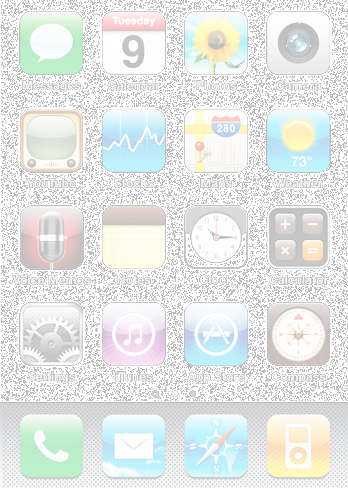 Tuesday
9
Messages Calendar Photos Camera
280
73°
YouTube Stocks Maps Weather
Voice Memos Notes Clock Calculator
Settings iTunes App Store Compass